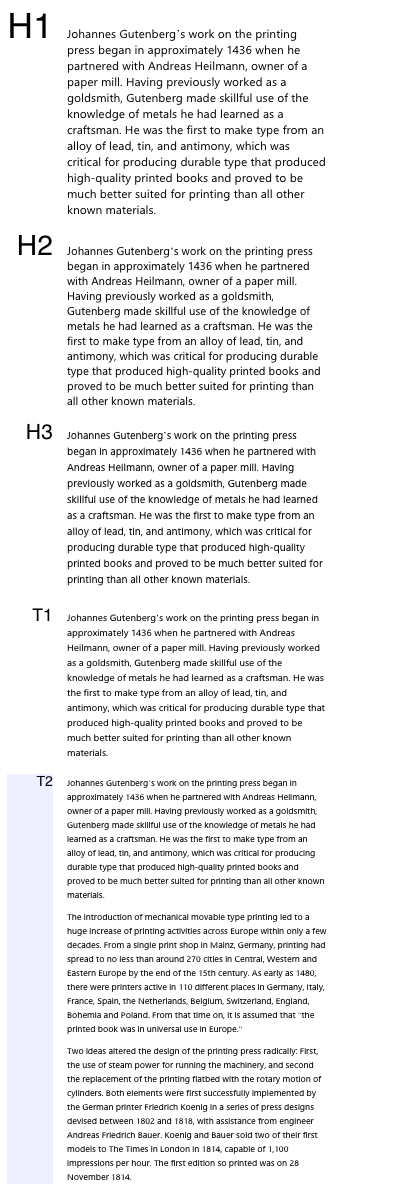 H1
Johannes Gutenberg's work on the printing
press began in approximately 1436 when he
partnered with Andreas Heilmann, owner of a
paper mill. Having previously worked as a
goldsmith, Gutenberg made skillful use of the
knowledge of metals he had learned as a
craftsman. He was the first to make type from an
alloy of lead, tin, and antimony, which was
critical for producing durable type that produced
high-quality printed books and proved to be
much better suited for printing than all other
known materials.
H2
Johannes Gutenberg's work on the printing press
began in approximately 1436 when he partnered
with Andreas Heilmann, owner of a paper mill.
Having previously worked as a goldsmith,
Gutenberg made skillful use of the knowledge of
metals he had learned as a craftsman. He was the
first to make type from an alloy of lead, tin, and
antimony, which was critical for producing durable
type that produced high-quality printed books and
proved to be much better suited for printing than
all other known materials.
H3
Johannes Gutenberg's work on the printing press
began in approximately 1436 when he partnered with
Andreas Heilmann, owner of a paper mill. Having
previously worked as a goldsmith, Gutenberg made
skillful use of the knowledge of metals he had learned
as a craftsman. He was the first to make type from an
alloy of lead, tin, and antimony, which was critical for
producing durable type that produced high-quality
printed books and proved to be much better suited for
printing than all other known materials.
T1
Johannes Gutenberg's work on the printing press began in
approximately 1436 when he partnered with Andreas
Heilmann, owner of a paper mill. Having previously worked
as a goldsmith, Gutenberg made skillful use of the
knowledge of metals he had learned as a craftsman. He was
the first to make type from an alloy of lead, tin, and
antimony, which was critical for producing durable type that
produced high-quality printed books and proved to be
much better suited for printing than all other known
materials.
T2
Johannes Gutenberg's work on the printing press began in
approximately 1436 when he partnered with Andreas Heilmann,
owner of a paper mill. Having previously worked as a goldsmith,
Gutenberg made skillful use of the knowledge of metals he had
learned as a craftsman. He was the first to make type from an
alloy of lead, tin, and antimony, which was critical for producing
durable type that produced high-quality printed books and
proved to be much better suited for printing than all other known
materials.
The introduction of mechanical movable type printing led to a
huge increase of printing activities across Europe within only a few
decades. From a single print shop in Mainz, Germany, printing had
spread to no less than around 270 cities in Central, Western and
Eastern Europe by the end of the 15th century. As early as 1480,
there were printers active in 110 different places in Germany, Italy,
France, Spain, the Netherlands, Belgium, Switzerland, England,
Bohemia and Poland. From that time on, it is assumed that "the
printed book was in universal use in Europe."
Two ideas altered the design of the printing press radically: First,
the use of steam power for running the machinery, and second
the replacement of the printing flatbed with the rotary motion of
cylinders. Both elements were first successfully implemented by
the German printer Friedrich Koenig in a series of press designs
devised between 1802 and 1818, with assistance from engineer
Andreas Friedrich Bauer. Koenig and Bauer sold two of their first
models to The Times in London in 1814, capable of 1,100
impressions per hour. The first edition so printed was on 28
November 1814.